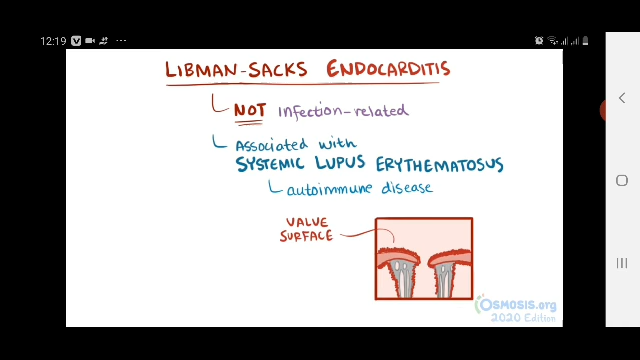 12:19
LIBMAN-SACKS ENDOCARDITIS
NOT infection-related
Associated with
SYSTEMIC LUPUS ERYTHEMATOSUS
autoimmune disease
VALVE
SURFACE
OSMOSIS.org
2020 Edition